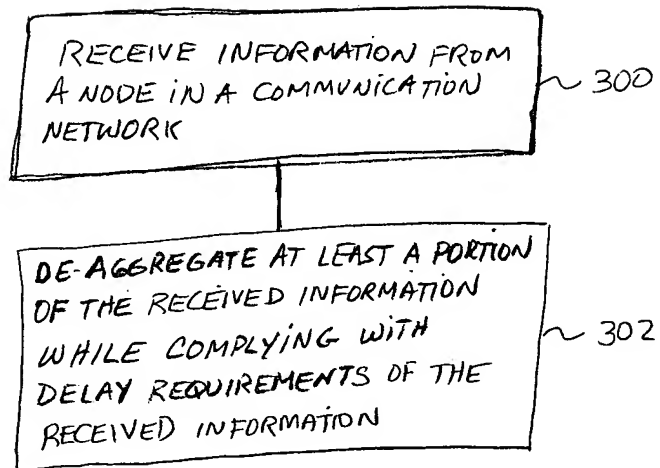 RECEIVE INFORMATION FROM
A NODE IN A COMMUNICATION
NETWORK
300
DE-AGGREGATE AT LEAST A PORTION
OF THE RECEIVED INFORMATION
WHILE COMPLYING WITH
DELAY REQUIREMENTS OF THE
RECEIVED INFORMATION
302